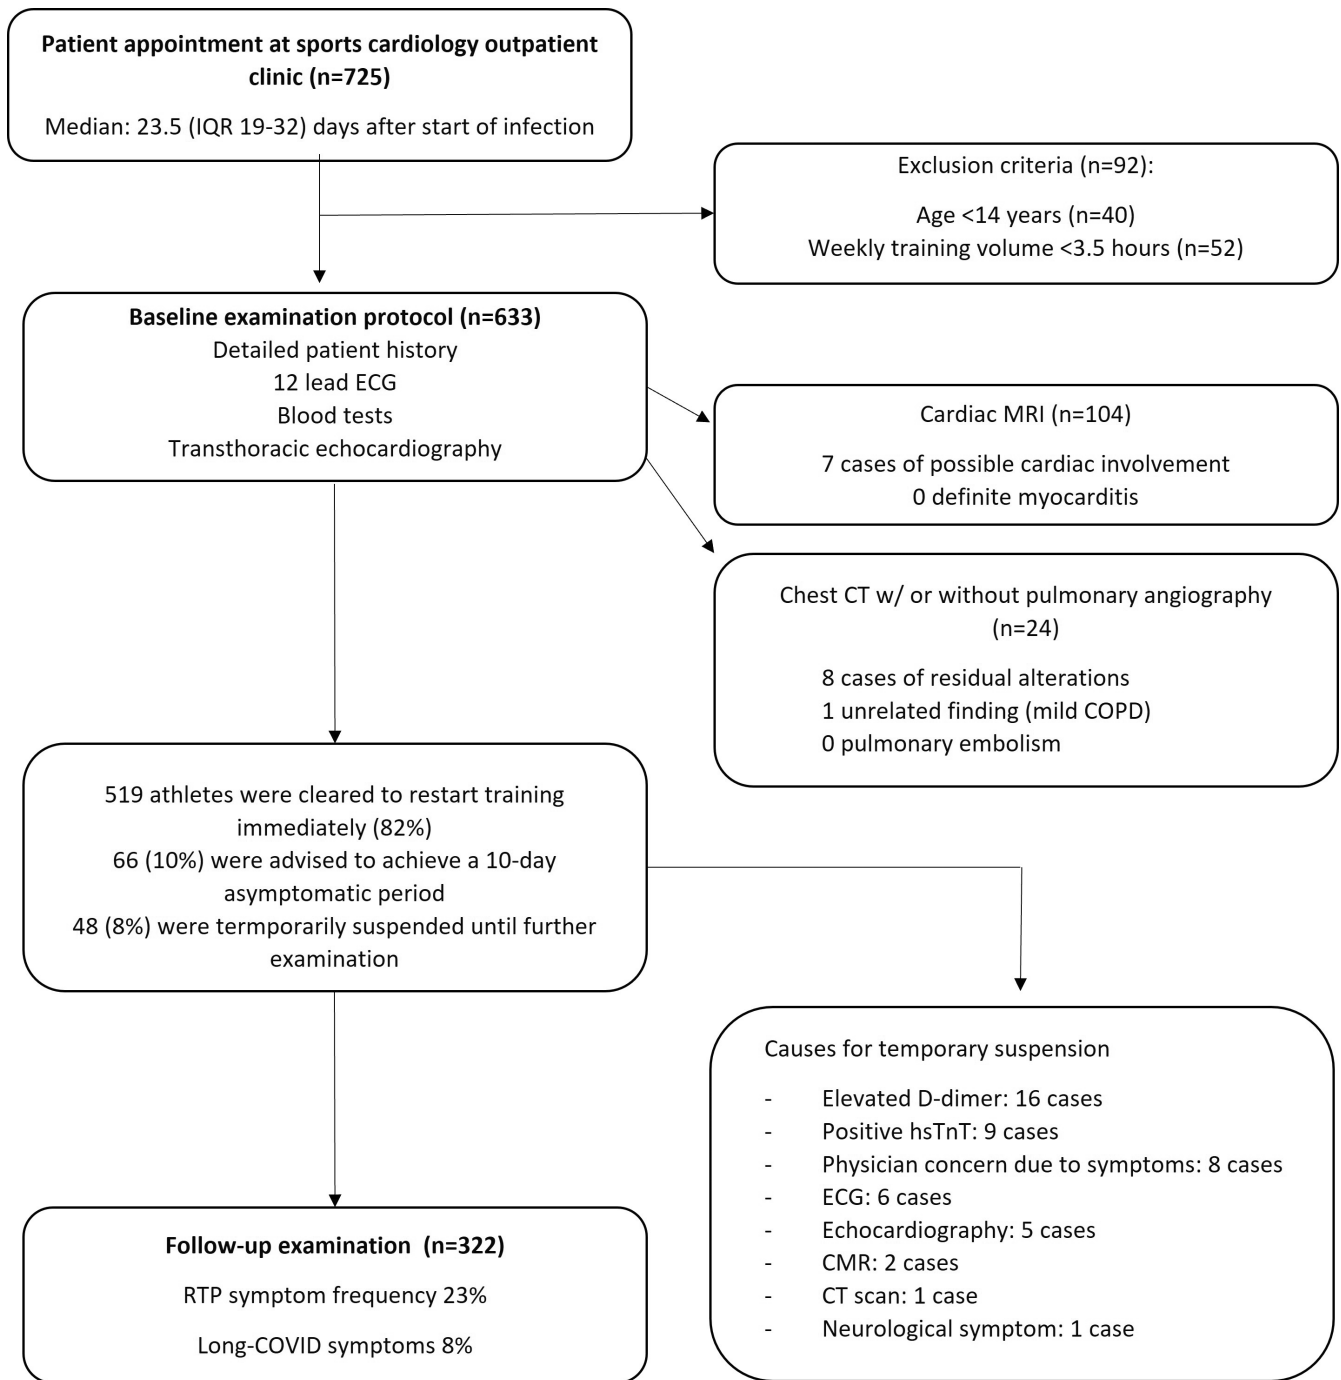 Patient appointment at sports cardiology outpatient
clinic (n=725)
Median: 23.5 (IQR 19-32) days after start of infection
Exclusion criteria (n=92):
Age <14 years (n=40)
Weekly training volume <3.5 hours (n=52)
Baseline examination protocol (n=633)
Detailed patient history
12 lead ECG
Blood tests
Transthoracic echocardiography
Cardiac MRI (n=104)
7 cases of possible cardiac involvement
0 definite myocarditis
Chest CT w/ or without pulmonary angiography
(n=24)
8 cases of residual alterations
1 unrelated finding (mild COPD)
0 pulmonary embolism
519 athletes were cleared to restart training
immediately (82%)
66 (10%) were advised to achieve a 10-day
asymptomatic period
48 (8%) were termporarily suspended until further
examination
Causes for temporary suspension
- Elevated D-dimer: 16 cases
- Positive hsTnT: 9 cases
- Physician concern due to symptoms: 8 cases
- ECG: 6 cases
- Echocardiography: 5 cases
- CMR: 2 cases
- CT scan: 1 case
- Neurological symptom: 1 case
Follow-up examination (n=322)
RTP symptom frequency 23%
Long-COVID symptoms 8%